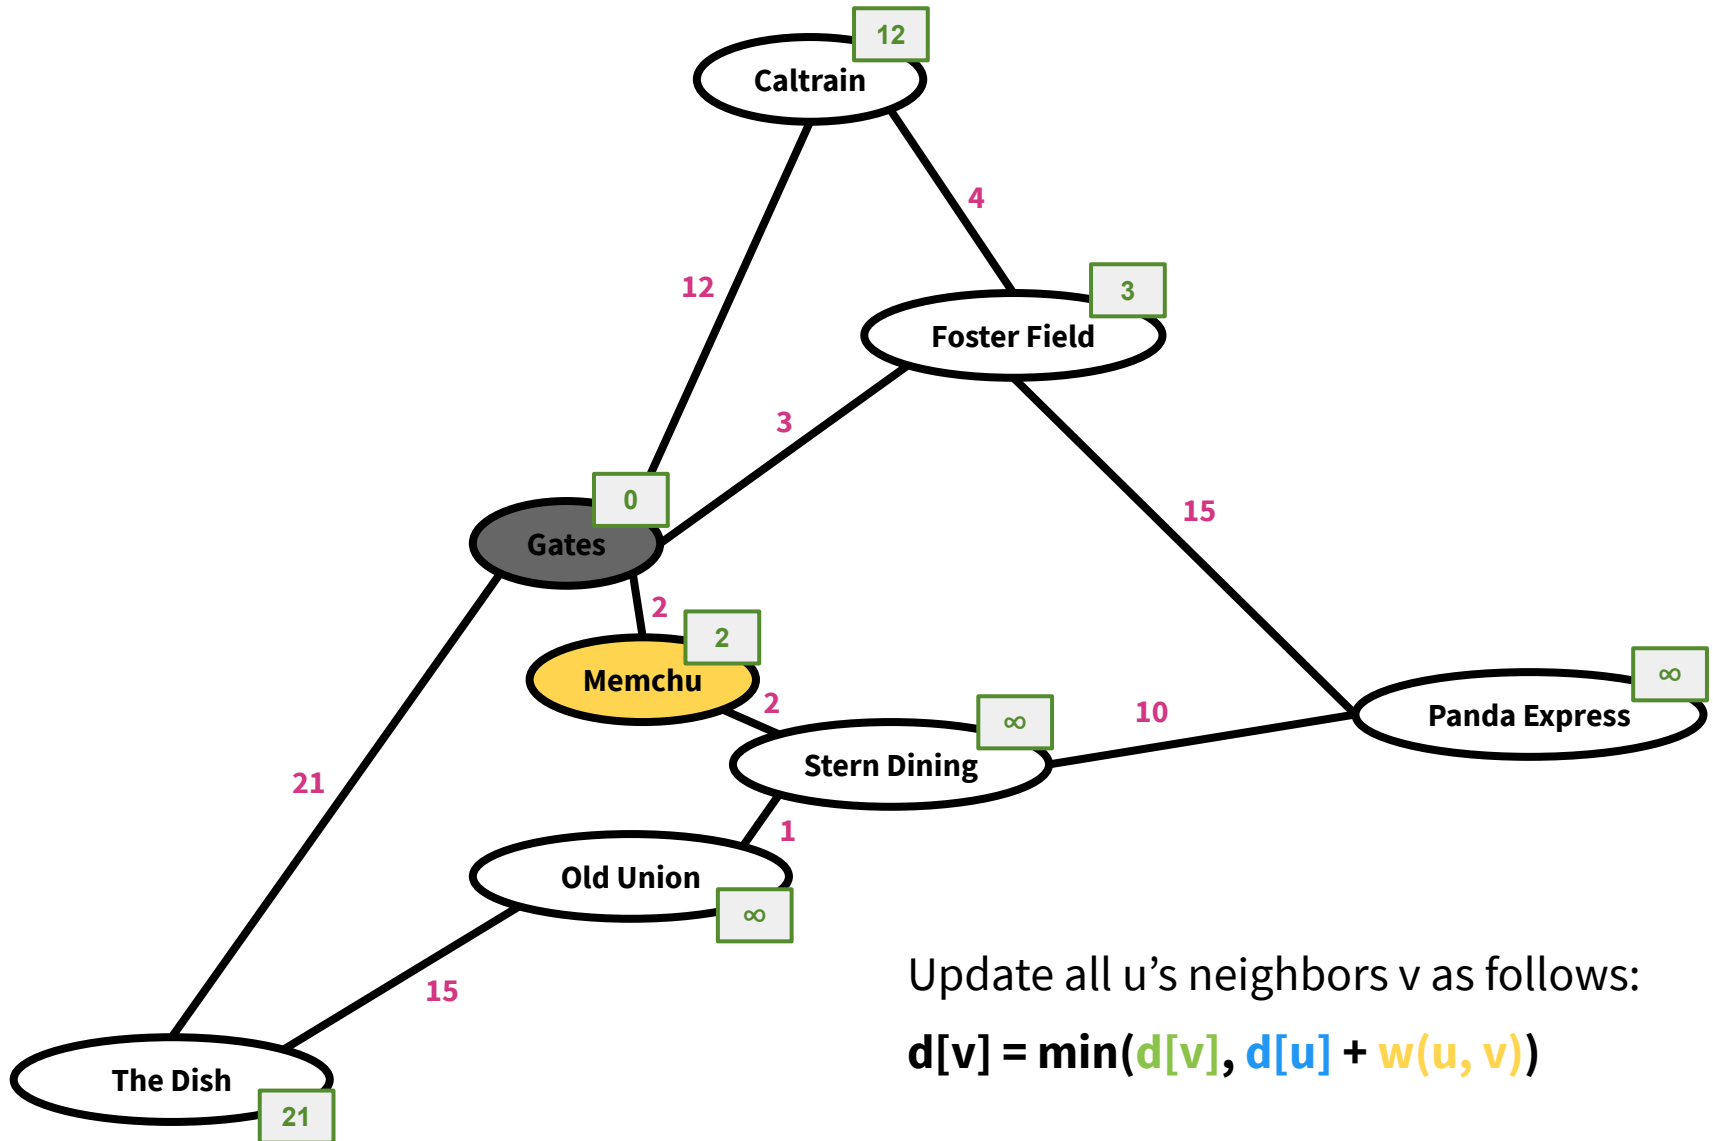 12
Caltrain
4
12
3
Foster Field
3
15
0
Gates
2
2
Memchu
2
∞
Panda Express
∞
10
Stern Dining
21
1
Old Union
∞
15
The Dish
21
Update all u’s neighbors v as follows:
d[v] = min(d[v], d[u] + w(u, v))